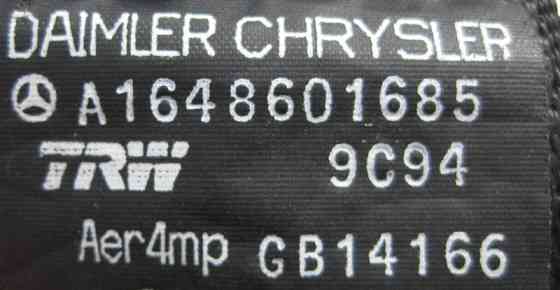 DAIMLER CHRYSLER
A1648601685
TRW 9C94
Aer4mp GB14166